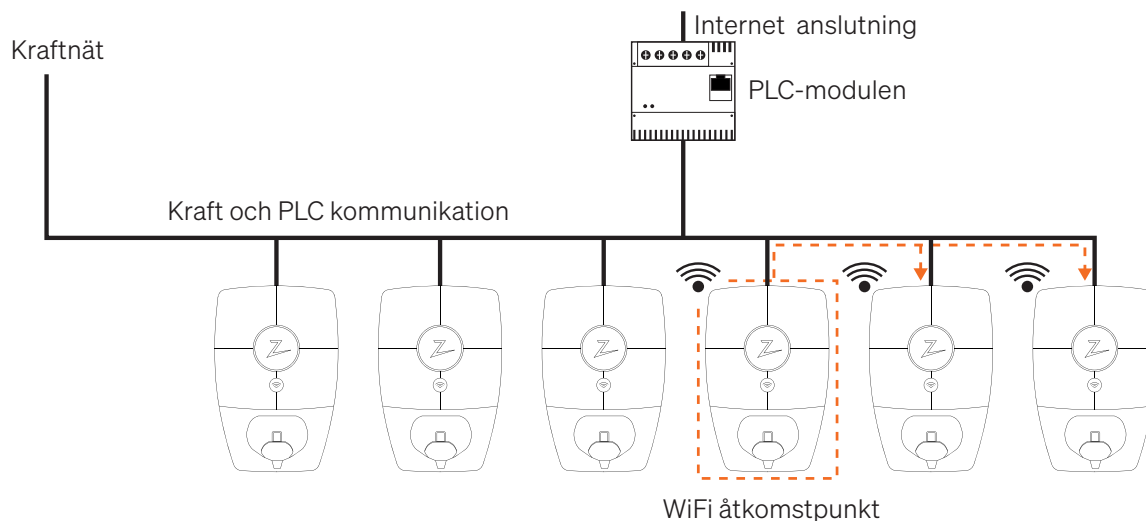 Internet anslutning
Kraftnät
PLC-modulen
Kraft och PLC kommunikation
WiFi åtkomstpunkt